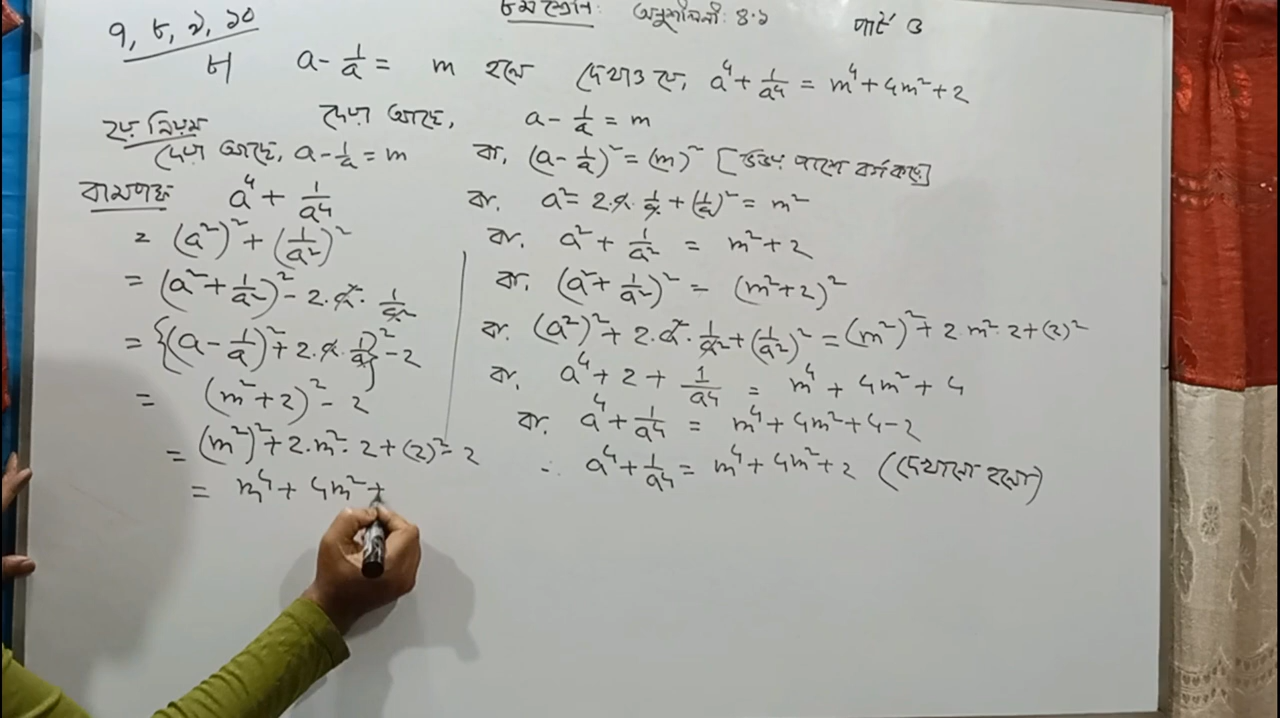 ৭, ৮, ৯, ১০
৮ম শ্রেণি: অনুশীলনী: ৪.১ পার্ট ৩
৮। a - 1/a = m হলে দেখাও যে, a⁴ + 1/a⁴ = m⁴ + 4m² + 2
দেওয়া আছে, a - 1/a = m
বা, (a - 1/a)² = (m)² [উভয় পাশে বর্গ করে]
বা, a² = 2.a.1/a + (1/a)² = m²
বা, a² + 1/a² = m² + 2
বা, (a² + 1/a²)² = (m² + 2)²
বা, (a²)² + 2.a².1/a² + (1/a²)² = (m²)² + 2.m².2 + (2)²
বা, a⁴ + 2 + 1/a⁴ = m⁴ + 4m² + 4
বা, a⁴ + 1/a⁴ = m⁴ + 4m² + 4 - 2
∴ a⁴ + 1/a⁴ = m⁴ + 4m² + 2 (দেখানো হলো)
২য় নিয়ম
দেওয়া আছে, a - 1/a = m
বামপক্ষ a⁴ + 1/a⁴
= (a²)² + (1/a²)²
= (a² + 1/a²)² - 2.a².1/a²
= {(a - 1/a)² + 2.a.1/a}² - 2
= (m² + 2)² - 2
= (m²)² + 2.m².2 + (2)² - 2
= m⁴ + 4m² +